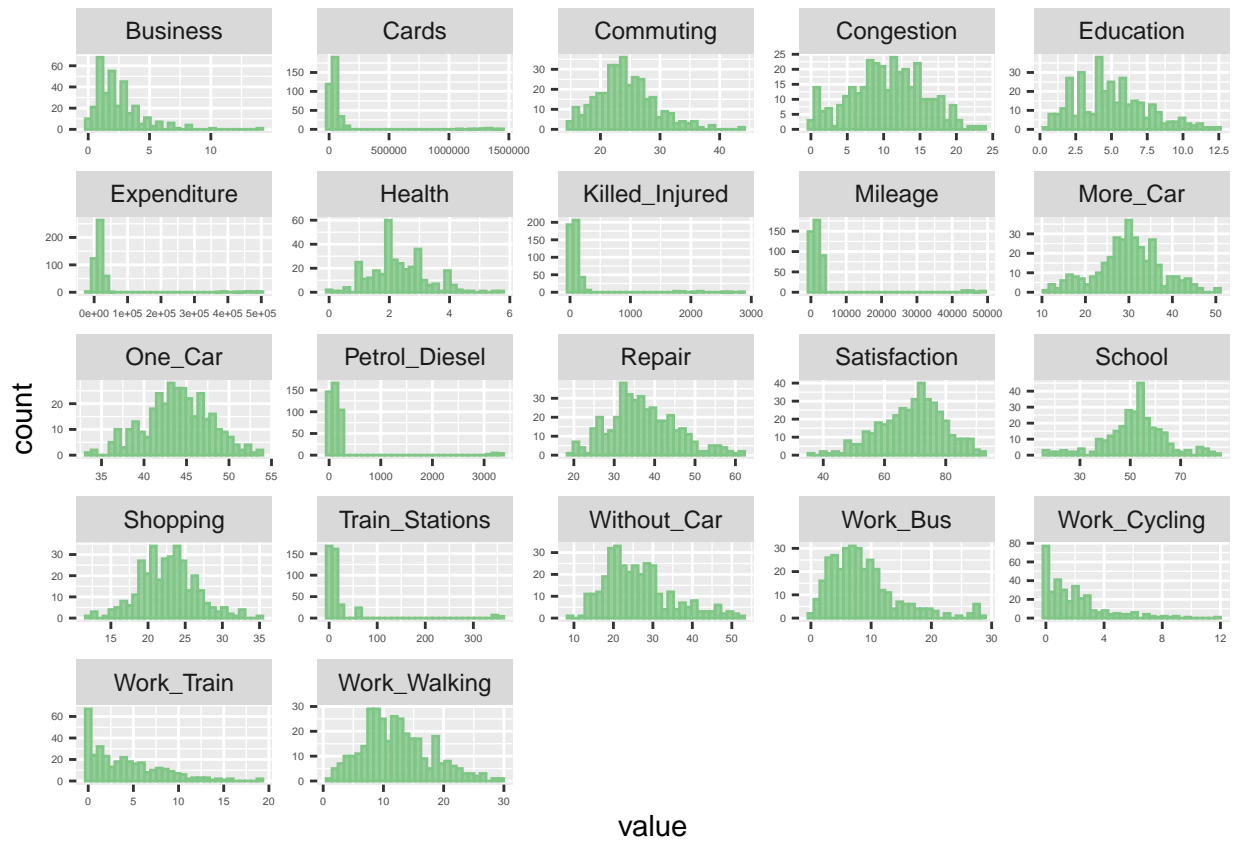 Business Cards Commuting Congestion Education
60 40 20 0
0 5 10
150 100 50 0
0 500000 1000000 1500000
30 20 10 0
20 30 40
25 20 15 10 5 0
0 5 10 15 20 25
30 20 10 0
0.0 2.5 5.0 7.5 10.0 12.5
Expenditure Health Killed_Injured Mileage More_Car
200 100 0
0e+00 1e+05 2e+05 3e+05 4e+05 5e+05
60 40 20 0
0 2 4 6
200 150 100 50 0
0 1000 2000 3000
150 100 50 0
0 10000 20000 30000 40000 50000
30 20 10 0
10 20 30 40 50
One_Car Petrol_Diesel Repair Satisfaction School
20 10 0
35 40 45 50 55
150 100 50 0
0 1000 2000 3000
30 20 10 0
20 30 40 50 60
40 30 20 10 0
40 60 80
40 30 20 10 0
30 50 70
Shopping Train_Stations Without_Car Work_Bus Work_Cycling
30 20 10 0
15 20 25 30 35
150 100 50 0
0 100 200 300
30 20 10 0
10 20 30 40 50
30 20 10 0
0 10 20 30
80 60 40 20 0
0 4 8 12
Work_Train Work_Walking
60 40 20 0
0 5 10 15 20
30 20 10 0
0 10 20 30
count
value